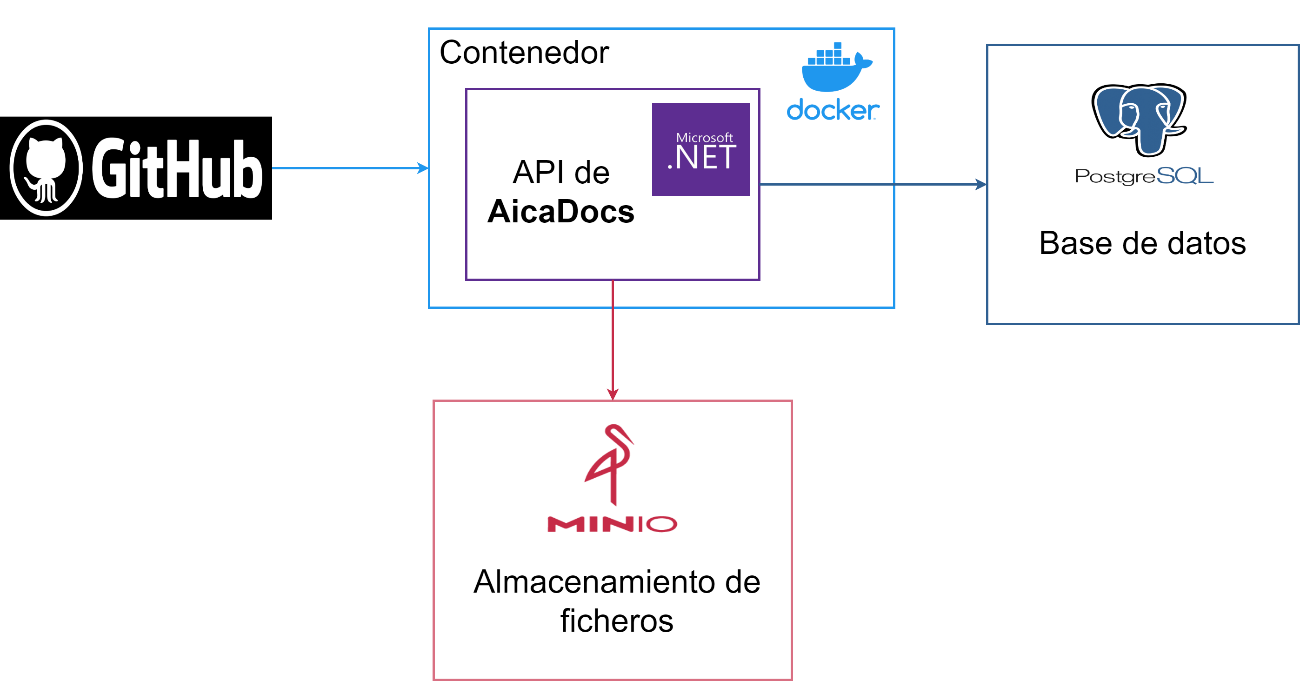 GitHub
Contenedor
docker
API de
AicaDocs
Microsoft
.NET
PostgreSQL
Base de datos
MINIO
Almacenamiento de
ficheros